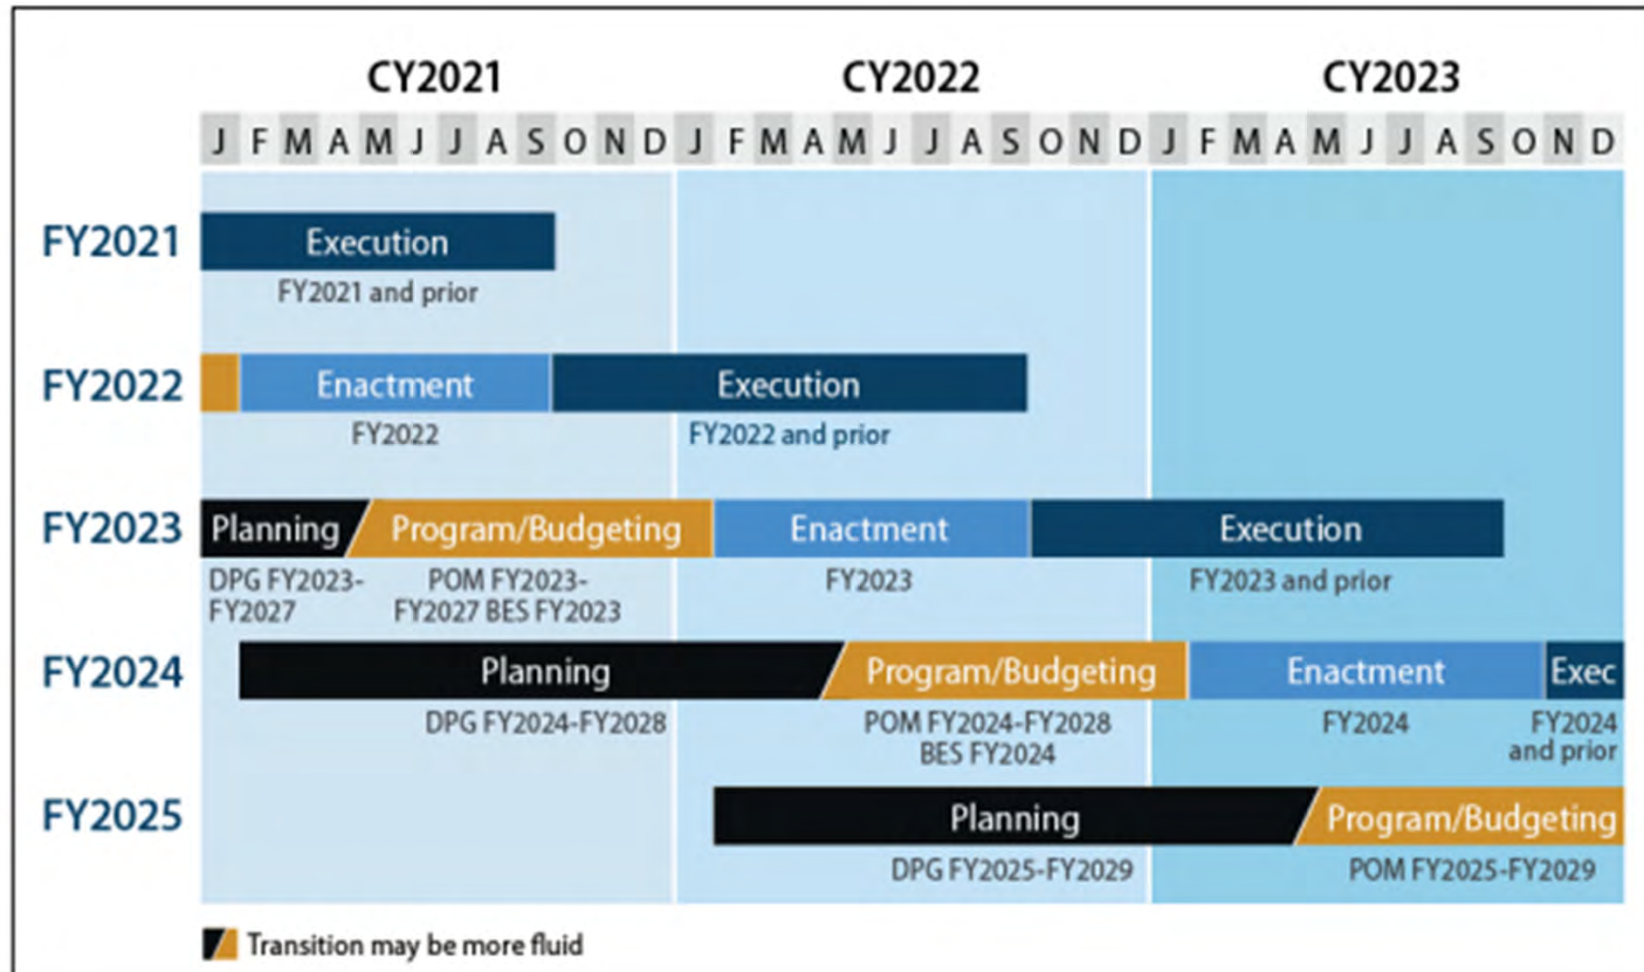 CY2021 CY2022 CY2023
J F M A M J J A S O N D J F M A M J J A S O N D J F M A M J J A S O N D
FY2021 Execution
FY2021 and prior
FY2022 Enactment Execution
FY2022 FY2022 and prior
FY2023 Planning Program/Budgeting Enactment Execution
DPG FY2023- POM FY2023- FY2023 FY2023 and prior
FY2027 FY2027 BES FY2023
FY2024 Planning Program/Budgeting Enactment Exec
DPG FY2024-FY2028 POM FY2024-FY2028 FY2024 FY2024
BES FY2024 and prior
FY2025 Planning Program/Budgeting
DPG FY2025-FY2029 POM FY2025-FY2029
Transition may be more fluid